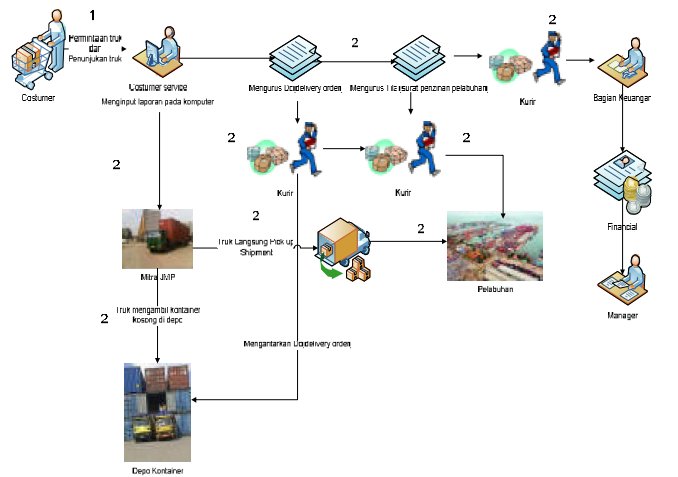 1
Permintaan truk
dan
Penunjukan truk
Costumer
Costumer service
Menginput laporan pada komputer
2
Mengurus Do(delivery order)
Mengurus Tila(surat perizinan pelabuhan)
2
Kurir
Bagian Keuangan
2
Kurir
2
Kurir
2
Financial
2
Truk Langsung Pick up
Shipment
2
Mitra JMP
Pelabuhan
Manager
2
Truk mengambil kontainer
kosong di depo
Mengantarkan Do(delivery order)
Depo Kontainer